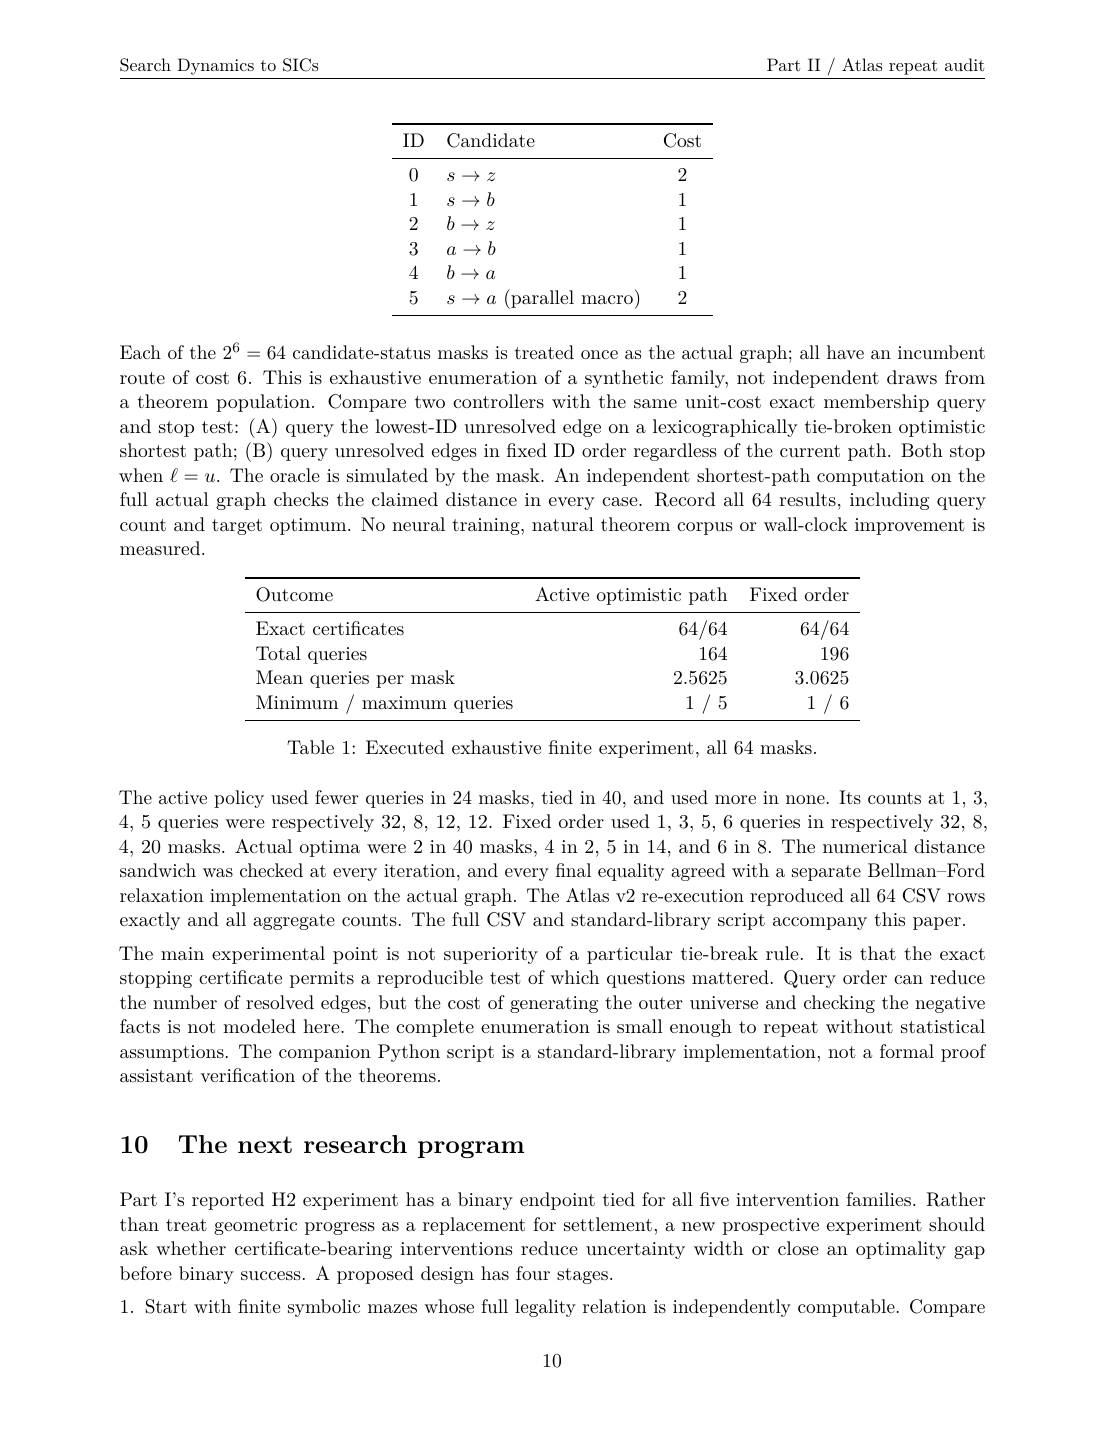 Search Dynamics to SICs Part II / Atlas repeat audit
ID Candidate Cost
0 s → z 2
1 s → b 1
2 b → z 1
3 a → b 1
4 b → a 1
5 s → a (parallel macro) 2
Each of the 2⁶ = 64 candidate-status masks is treated once as the actual graph; all have an incumbent
route of cost 6. This is exhaustive enumeration of a synthetic family, not independent draws from
a theorem population. Compare two controllers with the same unit-cost exact membership query
and stop test: (A) query the lowest-ID unresolved edge on a lexicographically tie-broken optimistic
shortest path; (B) query unresolved edges in fixed ID order regardless of the current path. Both stop
when ℓ = u. The oracle is simulated by the mask. An independent shortest-path computation on the
full actual graph checks the claimed distance in every case. Record all 64 results, including query
count and target optimum. No neural training, natural theorem corpus or wall-clock improvement is
measured.
Outcome Active optimistic path Fixed order
Exact certificates 64/64 64/64
Total queries 164 196
Mean queries per mask 2.5625 3.0625
Minimum / maximum queries 1 / 5 1 / 6
Table 1: Executed exhaustive finite experiment, all 64 masks.
The active policy used fewer queries in 24 masks, tied in 40, and used more in none. Its counts at 1, 3,
4, 5 queries were respectively 32, 8, 12, 12. Fixed order used 1, 3, 5, 6 queries in respectively 32, 8,
4, 20 masks. Actual optima were 2 in 40 masks, 4 in 2, 5 in 14, and 6 in 8. The numerical distance
sandwich was checked at every iteration, and every final equality agreed with a separate Bellman–Ford
relaxation implementation on the actual graph. The Atlas v2 re-execution reproduced all 64 CSV rows
exactly and all aggregate counts. The full CSV and standard-library script accompany this paper.
The main experimental point is not superiority of a particular tie-break rule. It is that the exact
stopping certificate permits a reproducible test of which questions mattered. Query order can reduce
the number of resolved edges, but the cost of generating the outer universe and checking the negative
facts is not modeled here. The complete enumeration is small enough to repeat without statistical
assumptions. The companion Python script is a standard-library implementation, not a formal proof
assistant verification of the theorems.
10 The next research program
Part I's reported H2 experiment has a binary endpoint tied for all five intervention families. Rather
than treat geometric progress as a replacement for settlement, a new prospective experiment should
ask whether certificate-bearing interventions reduce uncertainty width or close an optimality gap
before binary success. A proposed design has four stages.
1. Start with finite symbolic mazes whose full legality relation is independently computable. Compare
10